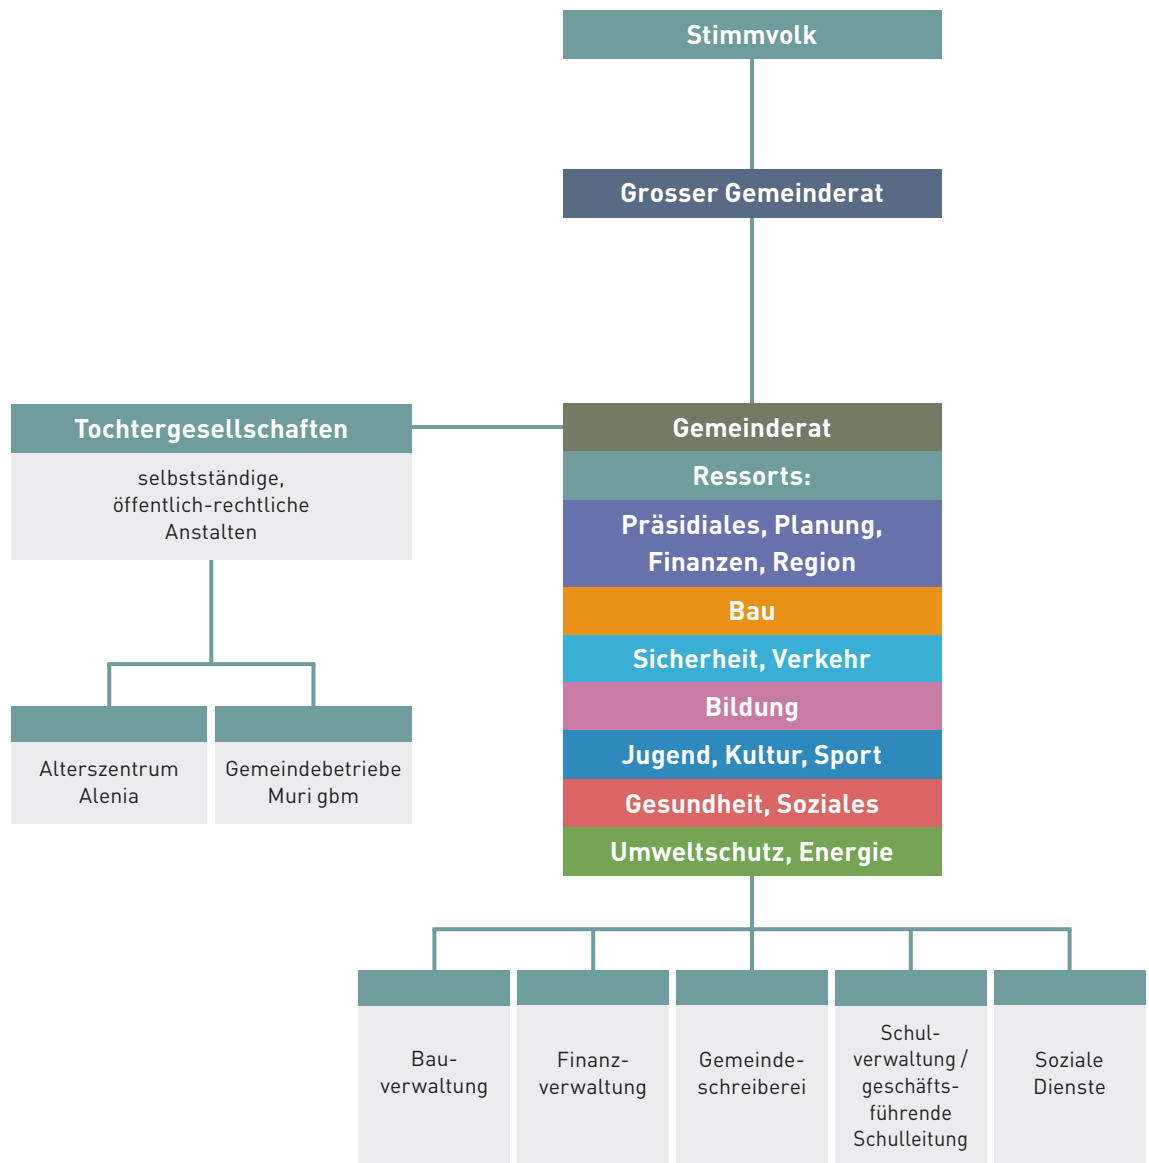 Stimmvolk
Grosser Gemeinderat
Tochtergesellschaften
selbstständige,
öffentlich-rechtliche
Anstalten
Alterszentrum
Alenia
Gemeindebetriebe
Muri gbm
Gemeinderat
Ressorts:
Präsidiales, Planung,
Finanzen, Region
Bau
Sicherheit, Verkehr
Bildung
Jugend, Kultur, Sport
Gesundheit, Soziales
Umweltschutz, Energie
Bau-
verwaltung
Finanz-
verwaltung
Gemeinde-
schreiberei
Schul-
verwaltung /
geschäfts-
führende
Schulleitung
Soziale
Dienste